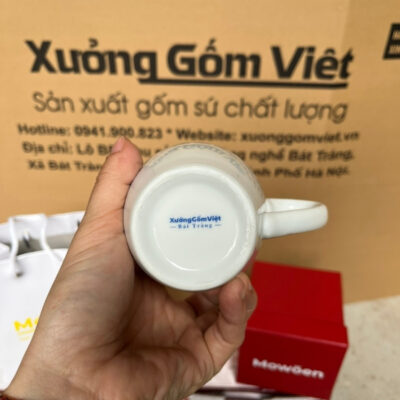 Xưởng Gốm Việt
Sản xuất gốm sứ chất lượng
Hotline: 0941.900.823 * Website: xuonggomviet.vn
Địa chỉ: Lô
nghề Bát Tràng,
Xã Bát Tràng
Phố Hà Nội.
XưởngGốmViệt
Bát Tràng
Mowöen